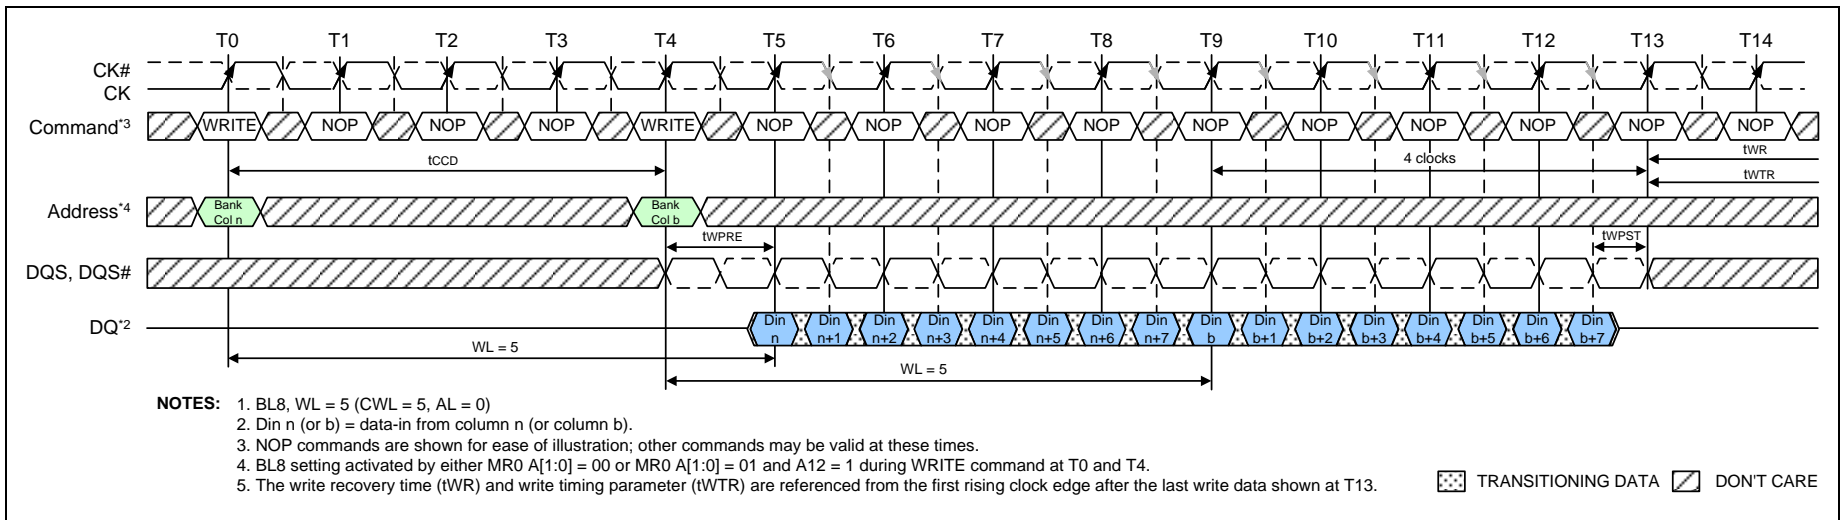 T0 T1 T2 T3 T4 T5 T6 T7 T8 T9 T10 T11 T12 T13 T14
CK#
CK
Command*3 WRITE NOP NOP NOP WRITE NOP NOP NOP NOP NOP NOP NOP NOP NOP NOP
tCCD 4 clocks tWR
tWTR
Address*4 Bank Col n Bank Col b
tWPRE tWPST
DQS, DQS#
DQ*2 Din n Din n+1 Din n+2 Din n+3 Din n+4 Din n+5 Din n+6 Din n+7 Din b Din b+1 Din b+2 Din b+3 Din b+4 Din b+5 Din b+6 Din b+7
WL = 5
WL = 5
NOTES: 1. BL8, WL = 5 (CWL = 5, AL = 0)
2. Din n (or b) = data-in from column n (or column b).
3. NOP commands are shown for ease of illustration; other commands may be valid at these times.
4. BL8 setting activated by either MR0 A[1:0] = 00 or MR0 A[1:0] = 01 and A12 = 1 during WRITE command at T0 and T4.
5. The write recovery time (tWR) and write timing parameter (tWTR) are referenced from the first rising clock edge after the last write data shown at T13.
TRANSITIONING DATA DON'T CARE